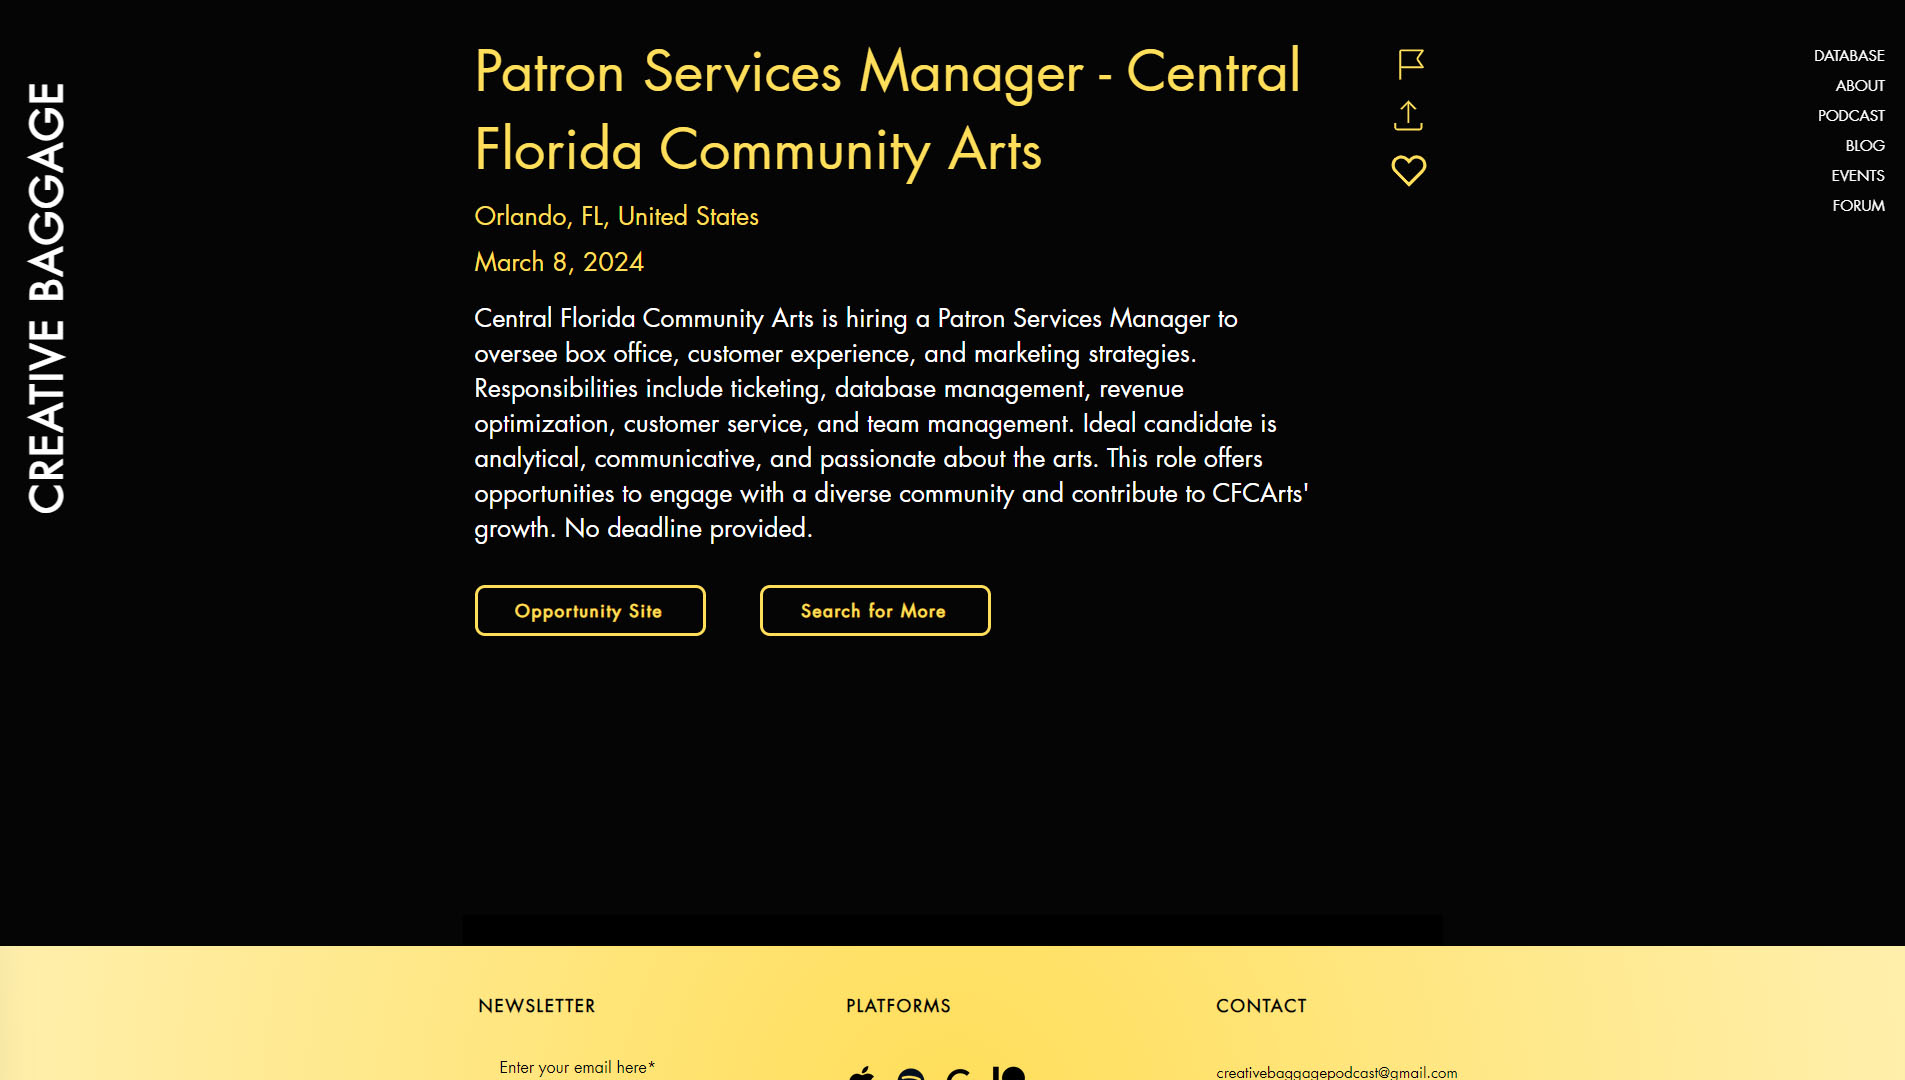 CREATIVE BAGGAGE
Patron Services Manager - Central
Florida Community Arts
Orlando, FL, United States
March 8, 2024
Central Florida Community Arts is hiring a Patron Services Manager to
oversee box office, customer experience, and marketing strategies.
Responsibilities include ticketing, database management, revenue
optimization, customer service, and team management. Ideal candidate is
analytical, communicative, and passionate about the arts. This role offers
opportunities to engage with a diverse community and contribute to CFCArts'
growth. No deadline provided.
Opportunity Site
Search for More
DATABASE
ABOUT
PODCAST
BLOG
EVENTS
FORUM
NEWSLETTER
Enter your email here*
PLATFORMS
CONTACT
creativebaggagepodcast@gmail.com